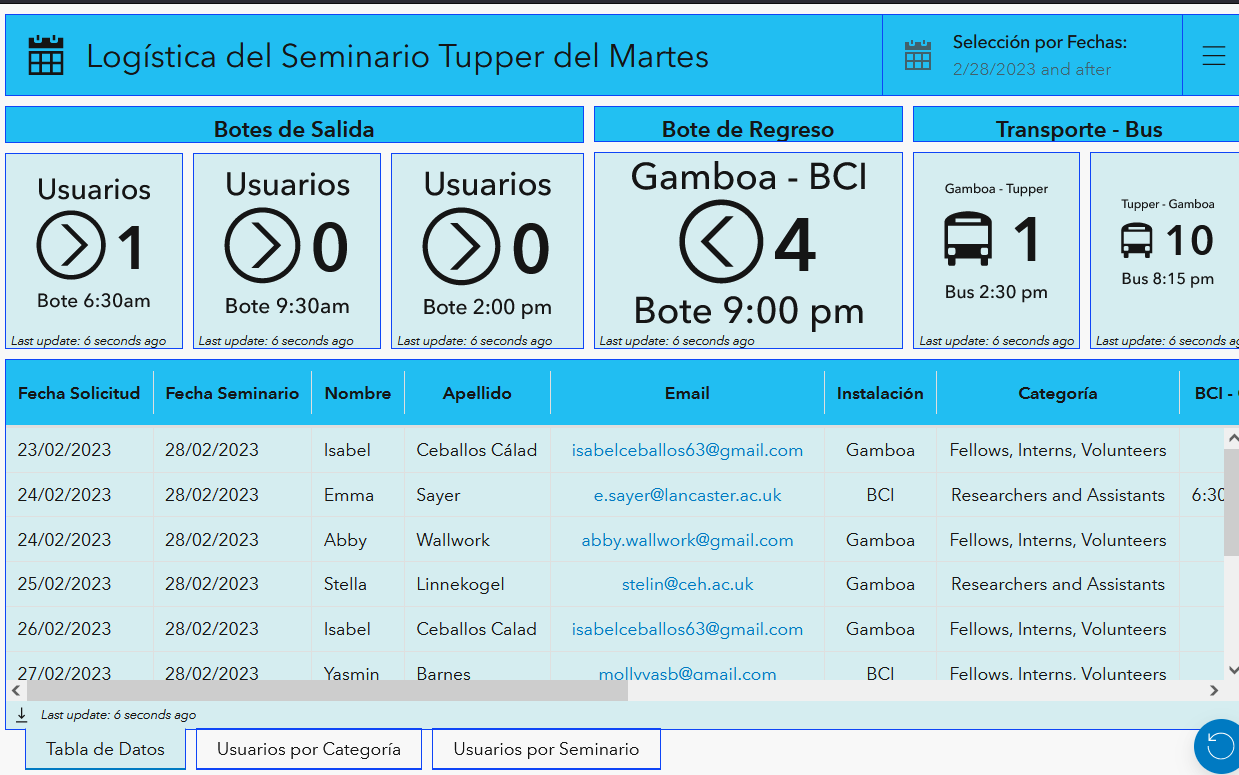 Logística del Seminario Tupper del Martes
Selección por Fechas:
2/28/2023 and after
Botes de Salida
Bote de Regreso
Transporte - Bus
Usuarios
1
Bote 6:30am
Last update: 6 seconds ago
Usuarios
0
Bote 9:30am
Last update: 6 seconds ago
Usuarios
0
Bote 2:00 pm
Last update: 6 seconds ago
Gamboa - BCI
4
Bote 9:00 pm
Last update: 6 seconds ago
Gamboa - Tupper
1
Bus 2:30 pm
Last update: 6 seconds ago
Tupper - Gamboa
10
Bus 8:15 pm
Last update: 6 seconds ag
Fecha Solicitud Fecha Seminario Nombre Apellido Email Instalación Categoría BCI -
23/02/2023 28/02/2023 Isabel Ceballos Cálad isabelceballos63@gmail.com Gamboa Fellows, Interns, Volunteers
24/02/2023 28/02/2023 Emma Sayer e.sayer@lancaster.ac.uk BCI Researchers and Assistants 6:30
24/02/2023 28/02/2023 Abby Wallwork abby.wallwork@gmail.com Gamboa Fellows, Interns, Volunteers
25/02/2023 28/02/2023 Stella Linnekogel stelin@ceh.ac.uk Gamboa Researchers and Assistants
26/02/2023 28/02/2023 Isabel Ceballos Calad isabelceballos63@gmail.com Gamboa Fellows, Interns, Volunteers
27/02/2023 28/02/2023 Yasmin Barnes mollyyasb@gmail.com BCI Fellows, Interns, Volunteers
Last update: 6 seconds ago
Tabla de Datos
Usuarios por Categoría
Usuarios por Seminario